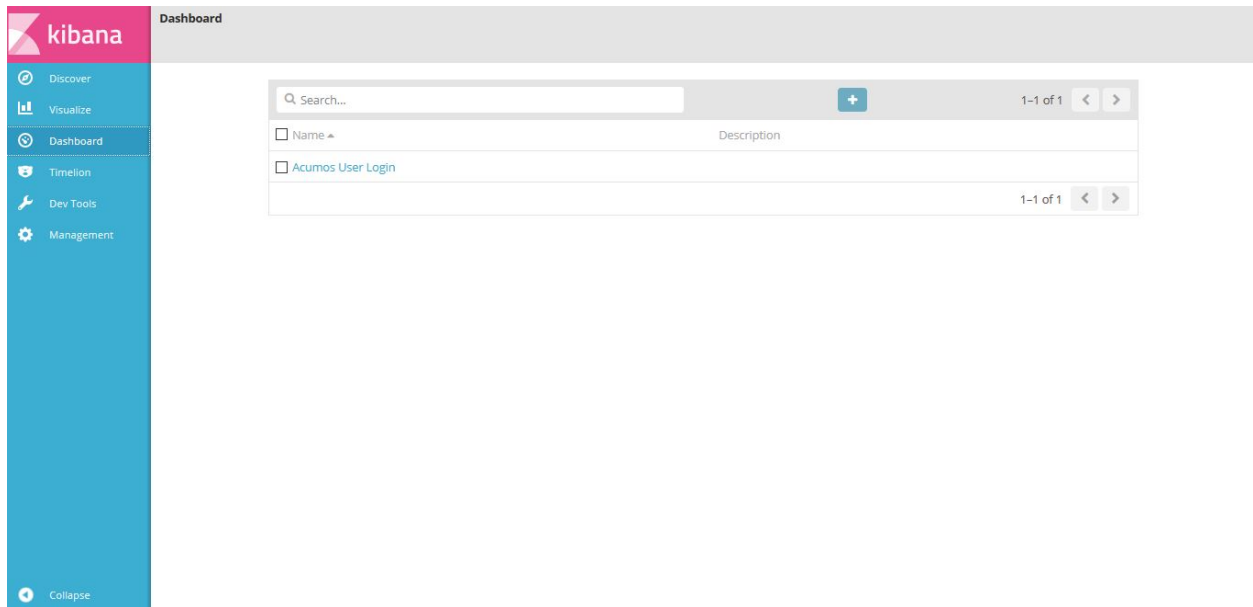 kibana
Dashboard
Discover
Visualize
Dashboard
Timelion
Dev Tools
Management
Collapse
Search...
1–1 of 1
Name
Description
Acumos User Login
1–1 of 1